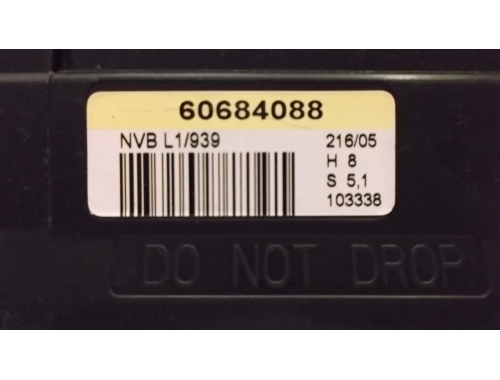 60684088
NVB L1/939 216/05
H 8
S 5,1
103338
DO NOT DROP